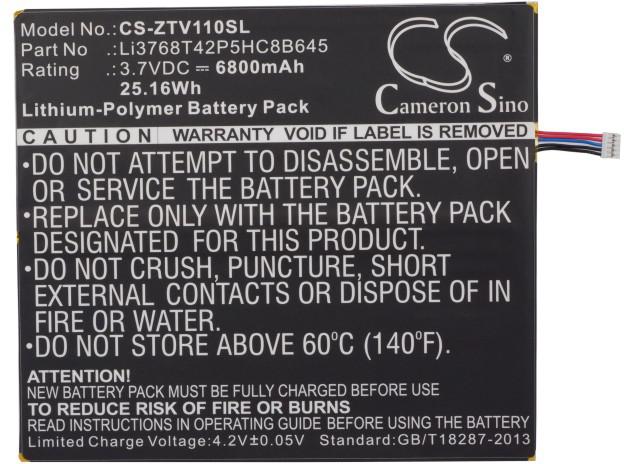 Model No.:CS-ZTV110SL
Part No .:Li3768T42P5HC8B645
Rating .:3.7VDC ⎓ 6800mAh
25.16Wh
Lithium-Polymer Battery Pack
CS
Cameron Sino
CAUTION WARRANTY VOID IF LABEL IS REMOVED
•DO NOT ATTEMPT TO DISASSEMBLE, OPEN
OR SERVICE THE BATTERY PACK.
•REPLACE ONLY WITH THE BATTERY PACK
DESIGNATED FOR THIS PRODUCT.
•DO NOT CRUSH, PUNCTURE, SHORT
EXTERNAL CONTACTS OR DISPOSE OF IN
FIRE OR WATER.
•DO NOT STORE ABOVE 60°C (140°F).
ATTENTION!
NEW BATTERY PACK MUST BE FULLY CHARGED BEFORE USE
TO REDUCE RISK OF FIRE OR BURNS
READ INSTRUCTIONS IN OPERATING GUIDE BEFORE USING BATTERY
Limited Charge Voltage:4.2V±0.05V Standard:GB/T18287-2013